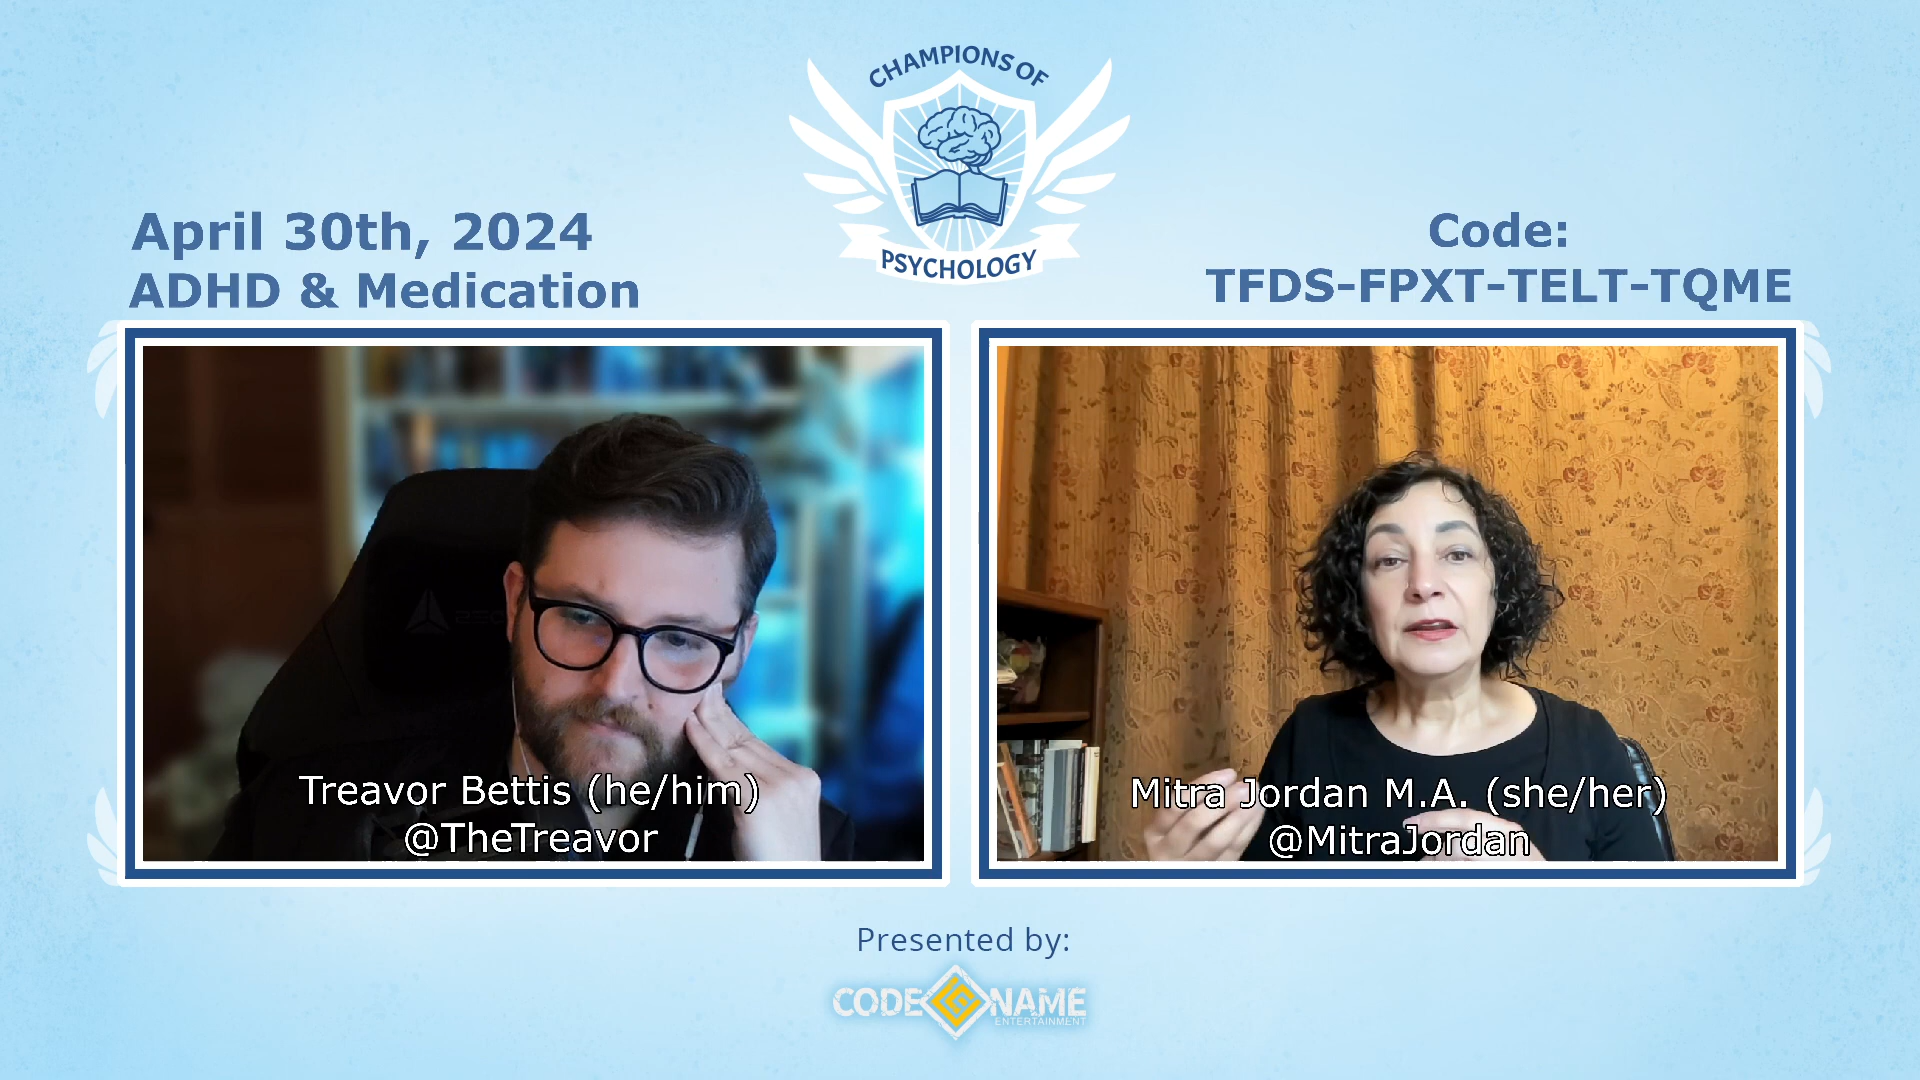 CHAMPIONS OF
PSYCHOLOGY
April 30th, 2024
ADHD & Medication
Code:
TFDS-FPXT-TELT-TQME
Treavor Bettis (he/him)
@TheTreavor
Mitra Jordan M.A. (she/her)
@MitraJordan
Presented by:
CODE NAME
ENTERTAINMENT